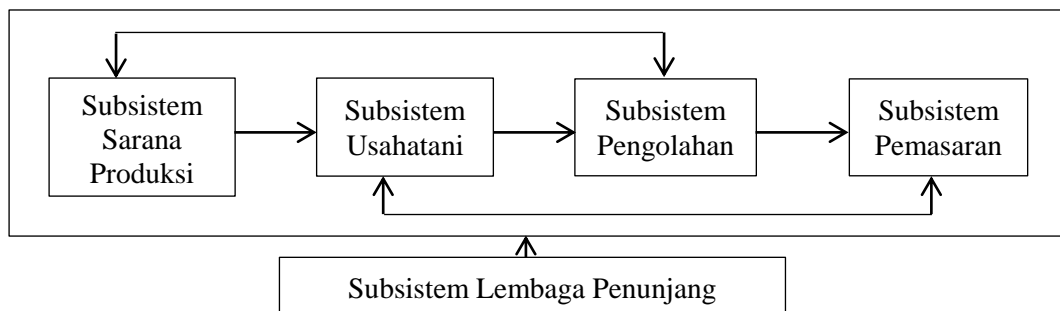 Subsistem
Sarana
Produksi
Subsistem
Usahatani
Subsistem
Pengolahan
Subsistem
Pemasaran
Subsistem Lembaga Penunjang